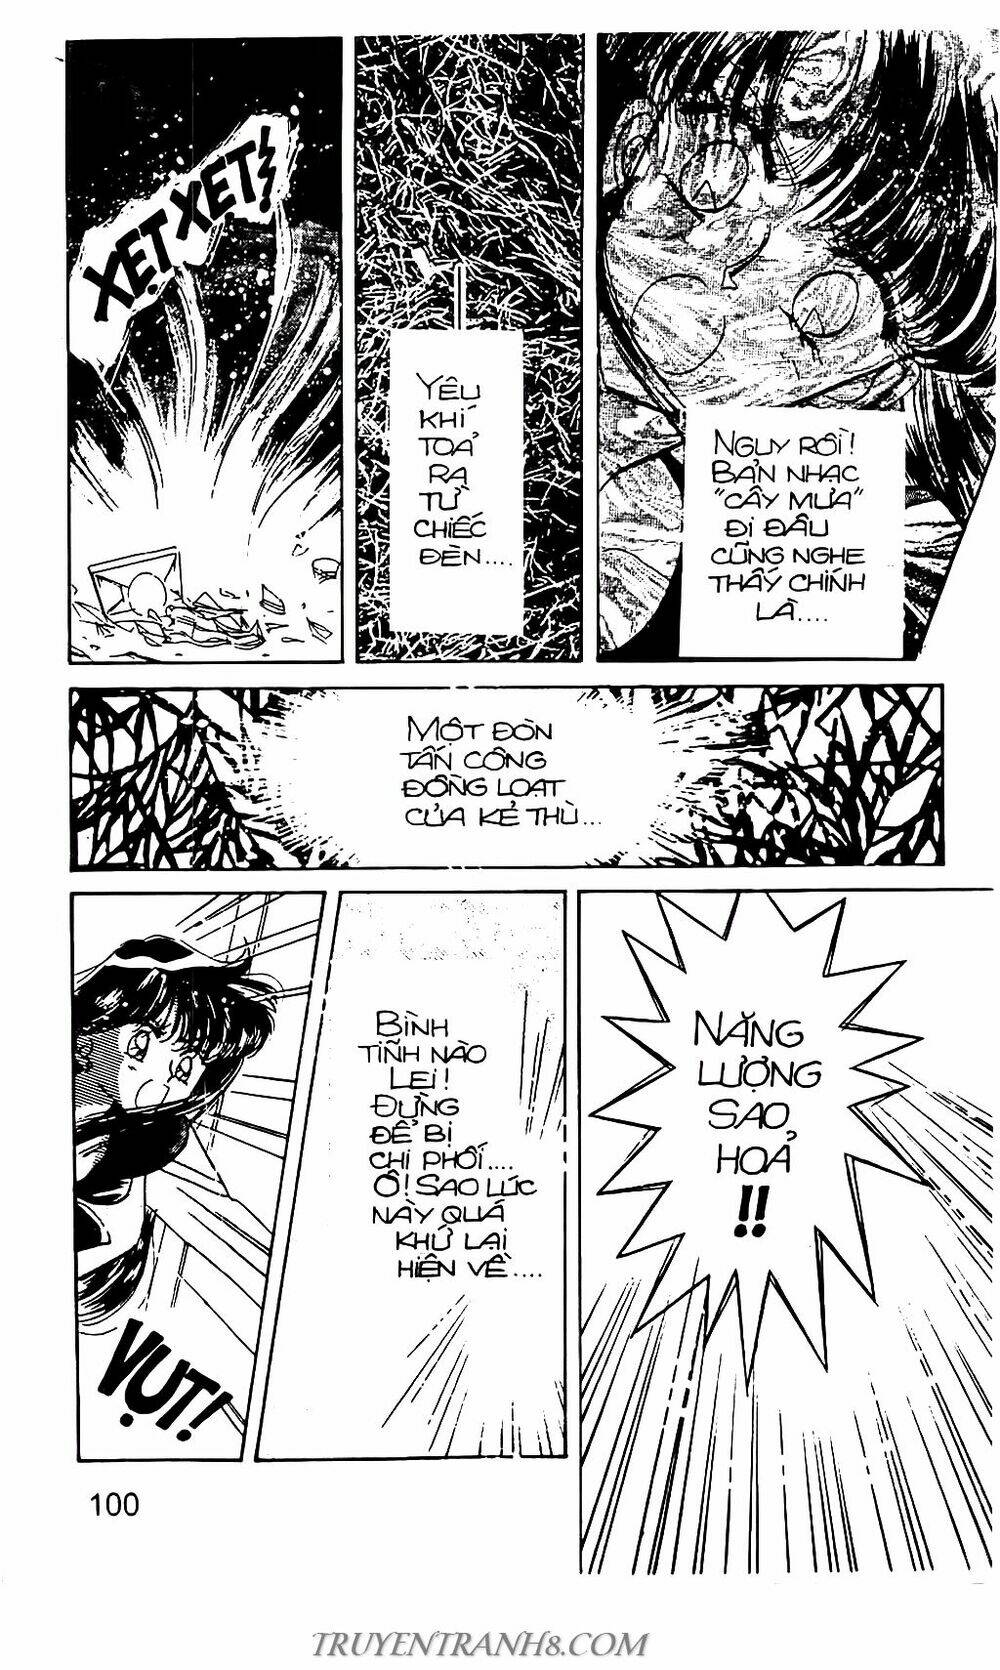 NGUY RỒI!
BẢN NHẠC
"CÂY MƯA"
ĐI ĐÂU
CŨNG NGHE
THẤY CHÍNH
LÀ....
YÊU
KHÍ
TOẢ
RA
TỪ
CHIẾC
ĐÈN....
XẸT XẸT!
MỘT ĐÒN
TẤN CÔNG
ĐỒNG LOẠT
CỦA KẺ THÙ...
NĂNG
LƯỢNG
SAO
HOẢ
!!
BÌNH
TĨNH NÀO
LEI!
ĐỪNG
ĐỂ BỊ
CHI PHỐI....
Ô! SAO LÚC
NÀY QUÁ
KHỨ LẠI
HIỆN VỀ....
VỤT!
100
TRUYENTRANH8.COM